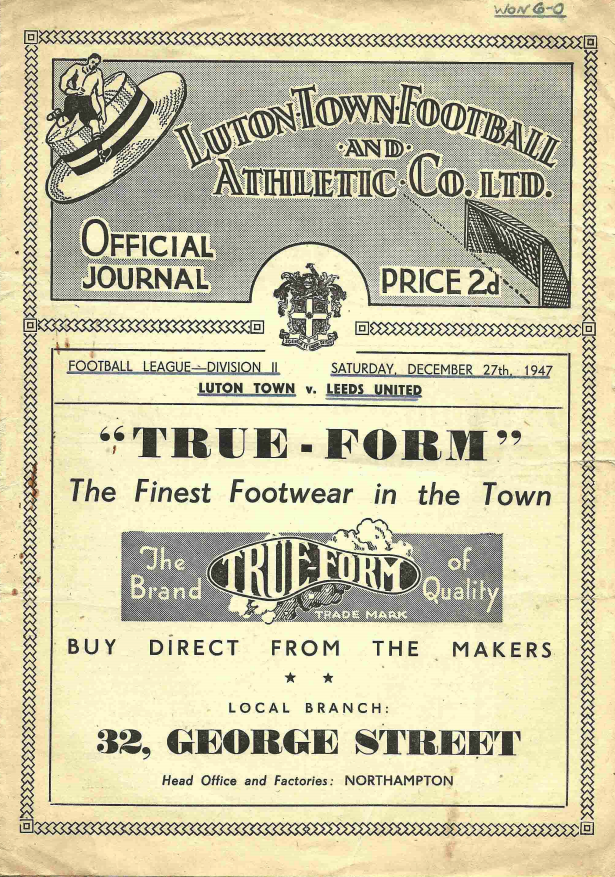 WON 6-0
LUTON·TOWN·FOOTBALL
·AND·
ATHLETIC·CO. LTD.
OFFICIAL
JOURNAL
PRICE 2d
FOOTBALL LEAGUE—DIVISION II SATURDAY, DECEMBER 27th, 1947
LUTON TOWN v. LEEDS UNITED
“TRUE-FORM”
The Finest Footwear in the Town
The Brand TRUE-FORM of Quality
TRADE MARK
BUY DIRECT FROM THE MAKERS
★ ★
LOCAL BRANCH:
32, GEORGE STREET
Head Office and Factories: NORTHAMPTON